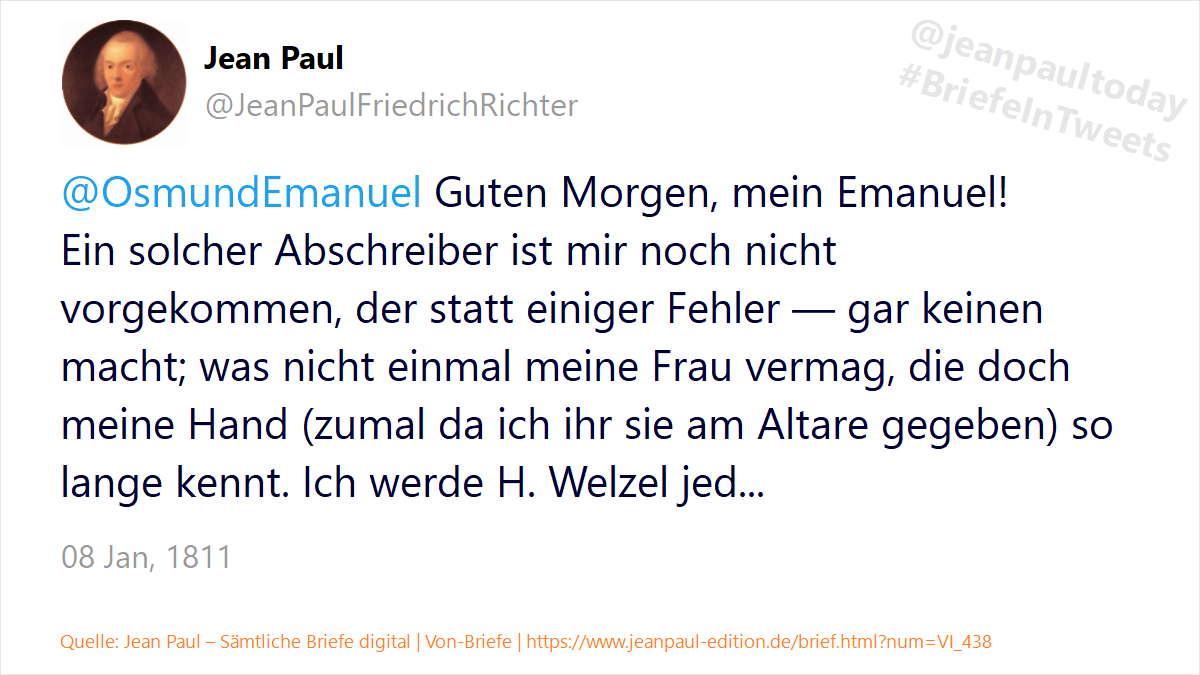 Jean Paul
@JeanPaulFriedrichRichter
@jeanpaultoday
#BriefeInTweets
@OsmundEmanuel Guten Morgen, mein Emanuel!
Ein solcher Abschreiber ist mir noch nicht
vorgekommen, der statt einiger Fehler — gar keinen
macht; was nicht einmal meine Frau vermag, die doch
meine Hand (zumal da ich ihr sie am Altare gegeben) so
lange kennt. Ich werde H. Welzel jed...
08 Jan, 1811
Quelle: Jean Paul – Sämtliche Briefe digital | Von-Briefe | https://www.jeanpaul-edition.de/brief.html?num=VI_438